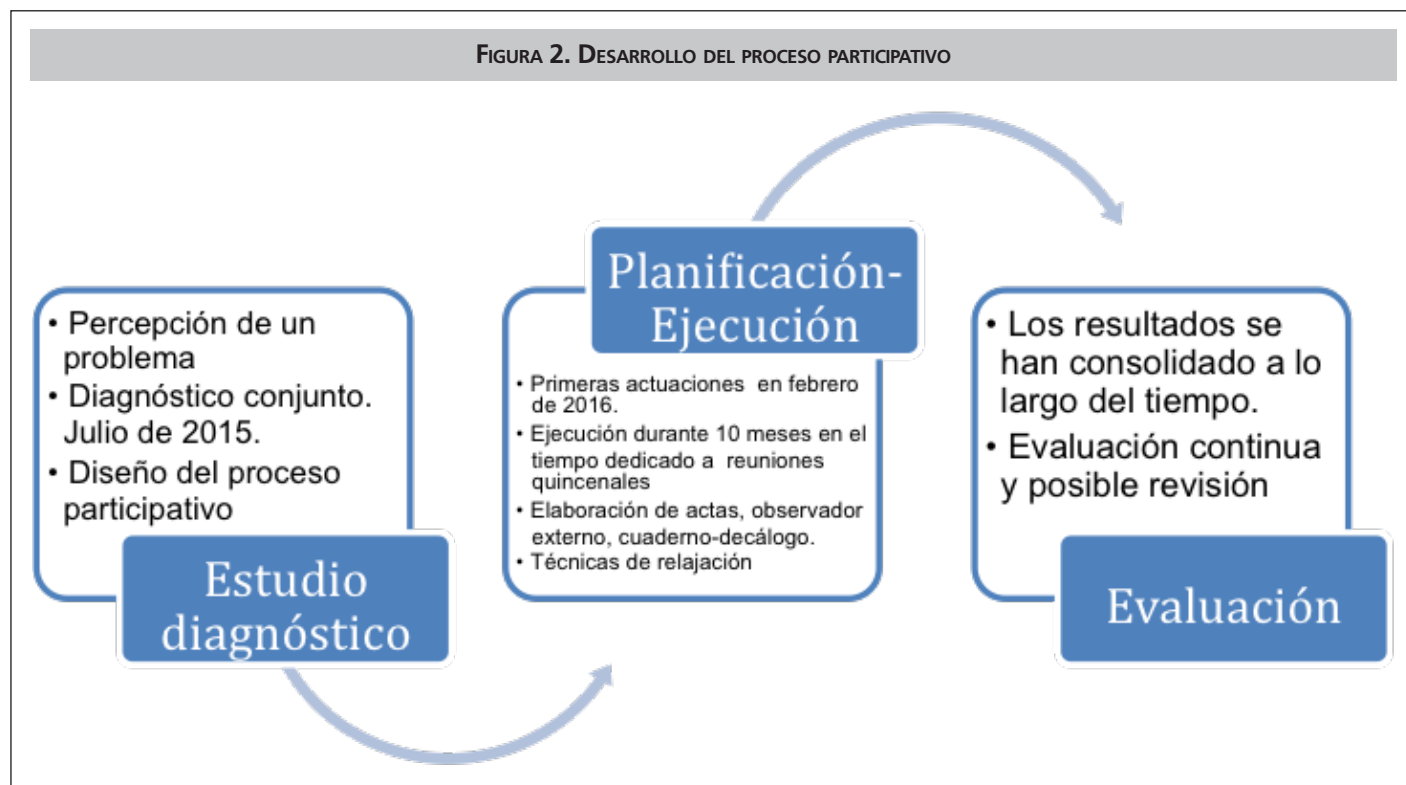 FIGURA 2. DESARROLLO DEL PROCESO PARTICIPATIVO
• Percepción de un
problema
• Diagnóstico conjunto.
Julio de 2015.
• Diseño del proceso
participativo
Estudio
diagnóstico
Planificación-
Ejecución
• Primeras actuaciones en febrero
de 2016.
• Ejecución durante 10 meses en el
tiempo dedicado a reuniones
quincenales
• Elaboración de actas, observador
externo, cuaderno-decálogo.
• Técnicas de relajación
• Los resultados se
han consolidado a lo
largo del tiempo.
• Evaluación continua
y posible revisión
Evaluación